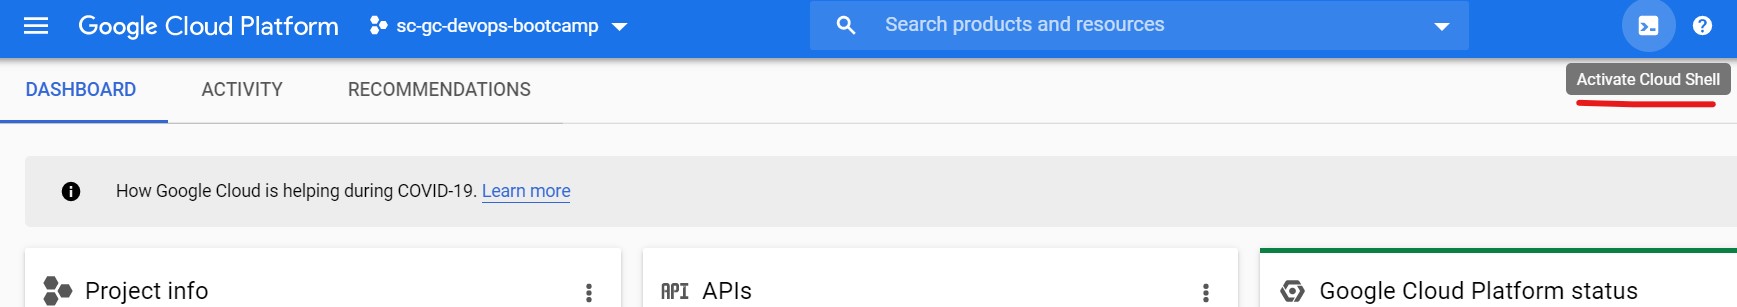 Google Cloud Platform sc-gc-devops-bootcamp Search products and resources
Activate Cloud Shell
DASHBOARD ACTIVITY RECOMMENDATIONS
How Google Cloud is helping during COVID-19. Learn more
Project info
API APIs
Google Cloud Platform status